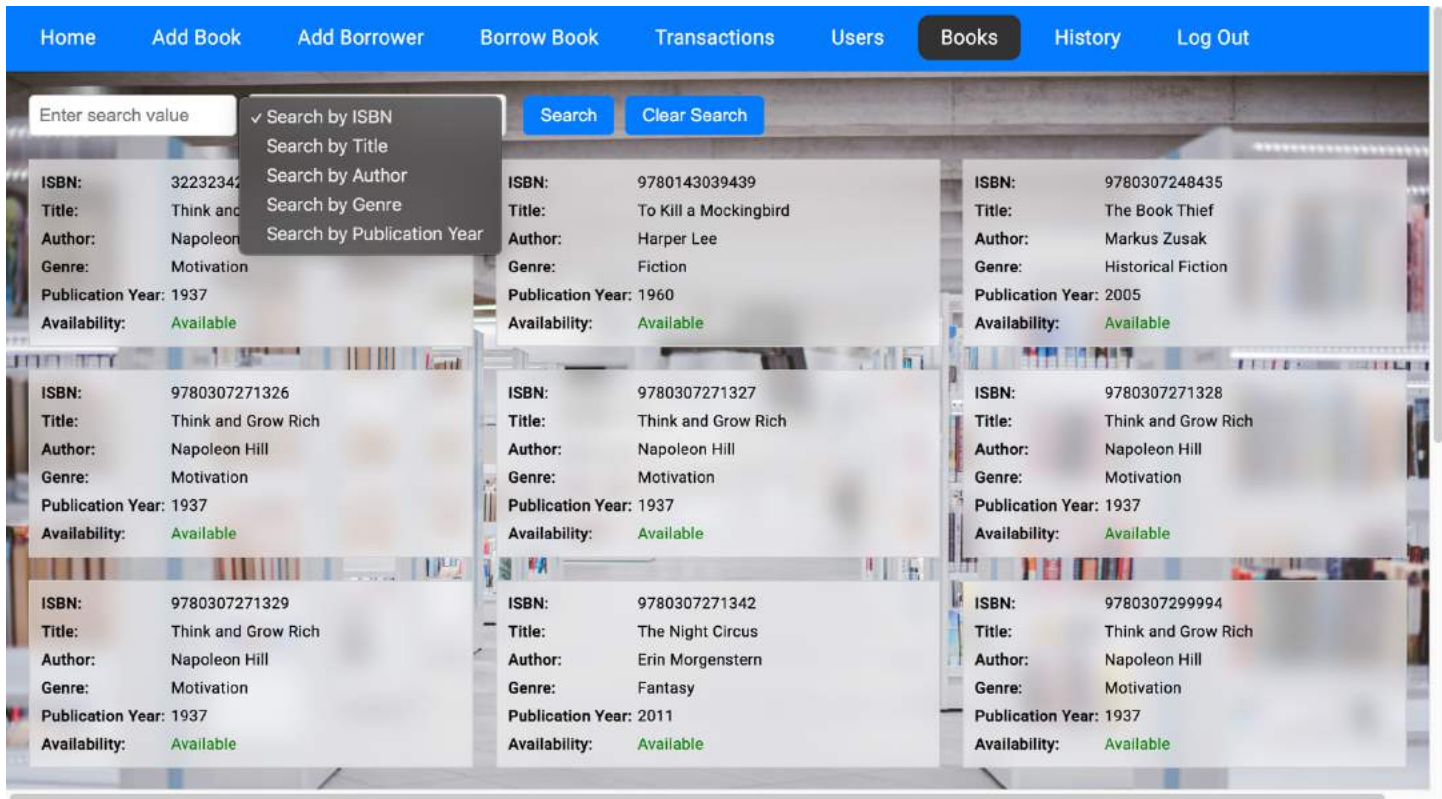 Home Add Book Add Borrower Borrow Book Transactions Users Books History Log Out
Enter search value
✓ Search by ISBN
Search by Title
Search by Author
Search by Genre
Search by Publication Year
Search Clear Search
ISBN: 32232342
Title: Think and
Author: Napoleon
Genre: Motivation
Publication Year: 1937
Availability: Available
ISBN: 9780143039439
Title: To Kill a Mockingbird
Author: Harper Lee
Genre: Fiction
Publication Year: 1960
Availability: Available
ISBN: 9780307248435
Title: The Book Thief
Author: Markus Zusak
Genre: Historical Fiction
Publication Year: 2005
Availability: Available
ISBN: 9780307271326
Title: Think and Grow Rich
Author: Napoleon Hill
Genre: Motivation
Publication Year: 1937
Availability: Available
ISBN: 9780307271327
Title: Think and Grow Rich
Author: Napoleon Hill
Genre: Motivation
Publication Year: 1937
Availability: Available
ISBN: 9780307271328
Title: Think and Grow Rich
Author: Napoleon Hill
Genre: Motivation
Publication Year: 1937
Availability: Available
ISBN: 9780307271329
Title: Think and Grow Rich
Author: Napoleon Hill
Genre: Motivation
Publication Year: 1937
Availability: Available
ISBN: 9780307271342
Title: The Night Circus
Author: Erin Morgenstern
Genre: Fantasy
Publication Year: 2011
Availability: Available
ISBN: 9780307299994
Title: Think and Grow Rich
Author: Napoleon Hill
Genre: Motivation
Publication Year: 1937
Availability: Available